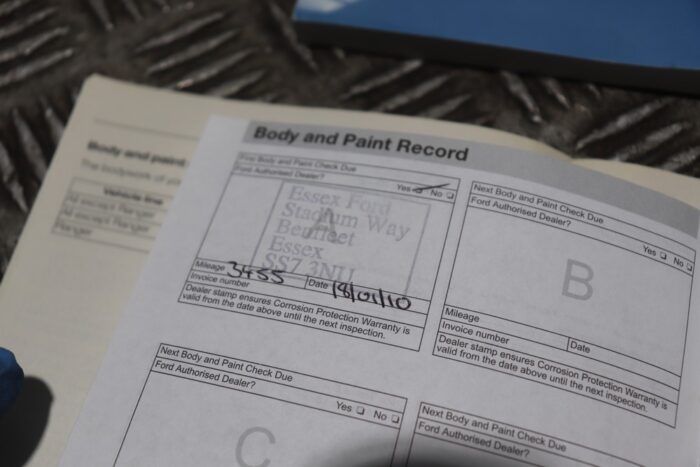 Body and paint
The bodywork of
Vehicle line
All except Ranger
All except Ranger
Ranger
Body and Paint Record
First Body and Paint Check Due
Ford Authorised Dealer?
Yes No
A
Essex Ford
Stadium Way
Benfleet
Essex
SS7 3NU
Mileage 3455 Date 18/01/10
Invoice number
Dealer stamp ensures Corrosion Protection Warranty is
valid from the date above until the next inspection.
Next Body and Paint Check Due
Ford Authorised Dealer?
Yes No
B
Mileage
Invoice number Date
Dealer stamp ensures Corrosion Protection Warranty is
valid from the date above until the next inspection.
Next Body and Paint Check Due
Ford Authorised Dealer?
Yes No
C
Next Body and Paint Check Due
Ford Authorised Dealer?